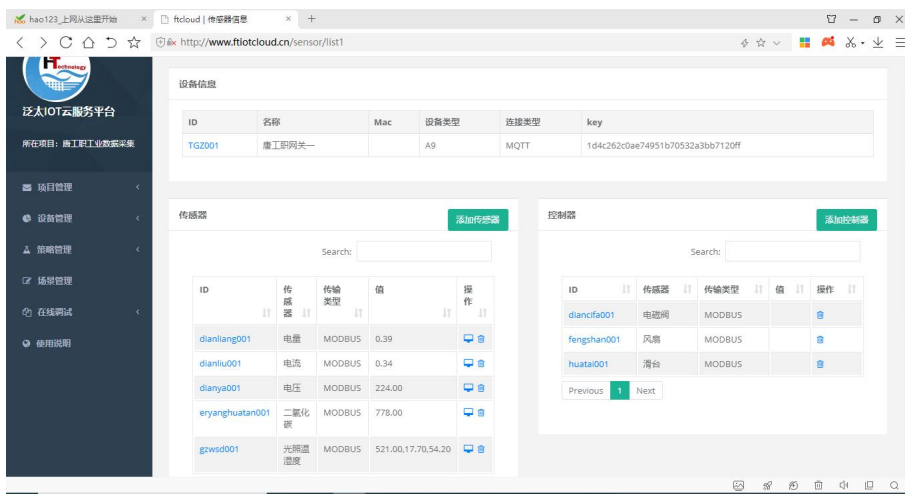 hao123_上网从这里开始
ftcloud | 传感器信息
http://www.ftiotcloud.cn/sensor/list1
泛太IOT云服务平台
所在项目：唐工职工业数据采集
项目管理
设备管理
策略管理
场景管理
在线调试
使用说明
设备信息
ID 名称 Mac 设备类型 连接类型 key
TGZ001 唐工职网关一 A9 MQTT 1d4c262c0ae74951b70532a3bb7120ff
传感器 添加传感器
Search:
ID 传感器 传输类型 值 操作
dianliang001 电量 MODBUS 0.39
dianliu001 电流 MODBUS 0.34
dianya001 电压 MODBUS 224.00
eryanghuatan001 二氧化碳 MODBUS 778.00
gzwsd001 光照温湿度 MODBUS 521.00,17.70,54.20
控制器 添加控制器
Search:
ID 传感器 传输类型 值 操作
diancifa001 电磁阀 MODBUS
fengshan001 风扇 MODBUS
huatai001 滑台 MODBUS
Previous 1 Next